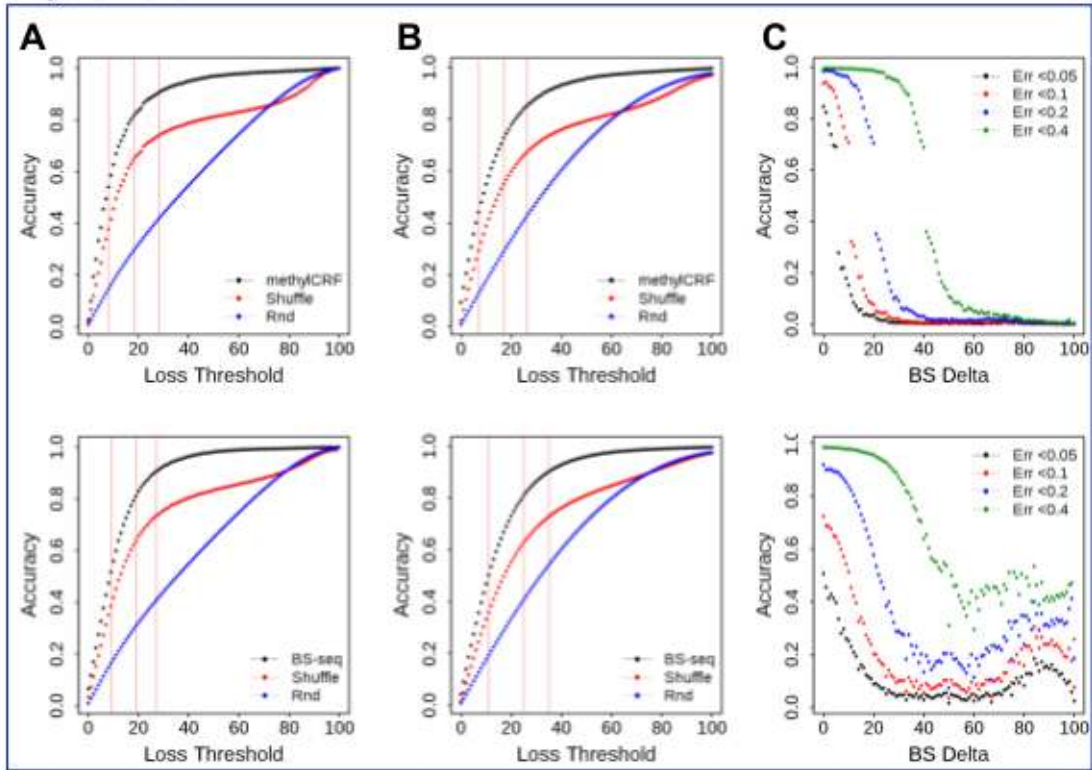 A
B
C
Accuracy
0.0 0.2 0.4 0.6 0.8 1.0
methylCRF
Shuffle
Rnd
0 20 40 60 80 100
Loss Threshold
Accuracy
0.0 0.2 0.4 0.6 0.8 1.0
methylCRF
Shuffle
Rnd
0 20 40 60 80 100
Loss Threshold
Accuracy
0.0 0.2 0.4 0.6 0.8 1.0
Err <0.05
Err <0.1
Err <0.2
Err <0.4
0 20 40 60 80 100
BS Delta
Accuracy
0.0 0.2 0.4 0.6 0.8 1.0
BS-seq
Shuffle
Rnd
0 20 40 60 80 100
Loss Threshold
Accuracy
0.0 0.2 0.4 0.6 0.8 1.0
BS-seq
Shuffle
Rnd
0 20 40 60 80 100
Loss Threshold
Accuracy
0.0 0.2 0.4 0.6 0.8
Err <0.05
Err <0.1
Err <0.2
Err <0.4
0 20 40 60 80 100
BS Delta